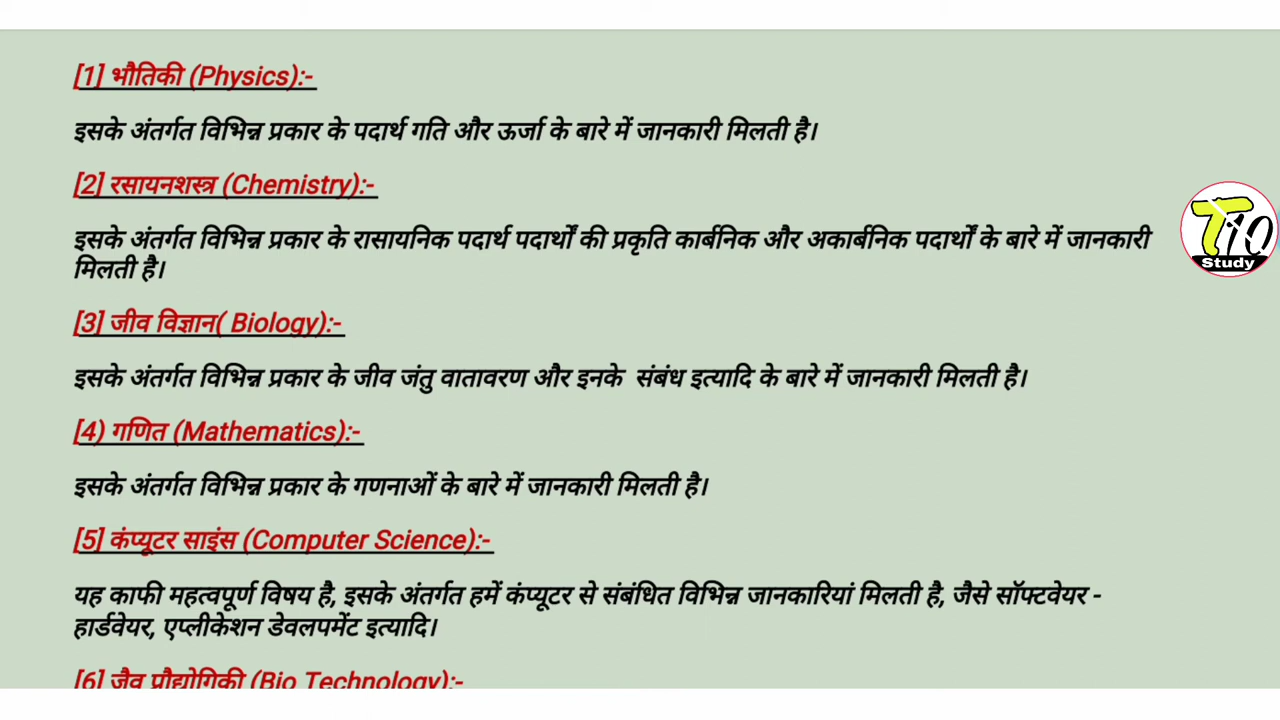 [1] भौतिकी (Physics):-
इसके अंतर्गत विभिन्न प्रकार के पदार्थ गति और ऊर्जा के बारे में जानकारी मिलती है।
[2] रसायनशस्त्र (Chemistry):-
इसके अंतर्गत विभिन्न प्रकार के रासायनिक पदार्थ पदार्थों की प्रकृति कार्बनिक और अकार्बनिक पदार्थों के बारे में जानकारी
मिलती है।
T10
Study
[3] जीव विज्ञान( Biology):-
इसके अंतर्गत विभिन्न प्रकार के जीव जंतु वातावरण और इनके  संबंध इत्यादि के बारे में जानकारी मिलती है।
[4) गणित (Mathematics):-
इसके अंतर्गत विभिन्न प्रकार के गणनाओं के बारे में जानकारी मिलती है।
[5] कंप्यूटर साइंस (Computer Science):-
यह काफी महत्वपूर्ण विषय है, इसके अंतर्गत हमें कंप्यूटर से संबंधित विभिन्न जानकारियां मिलती है, जैसे सॉफ्टवेयर -
हार्डवेयर, एप्लीकेशन डेवलपमेंट इत्यादि।
[6] जैव प्रौद्योगिकी (Bio Technology):-